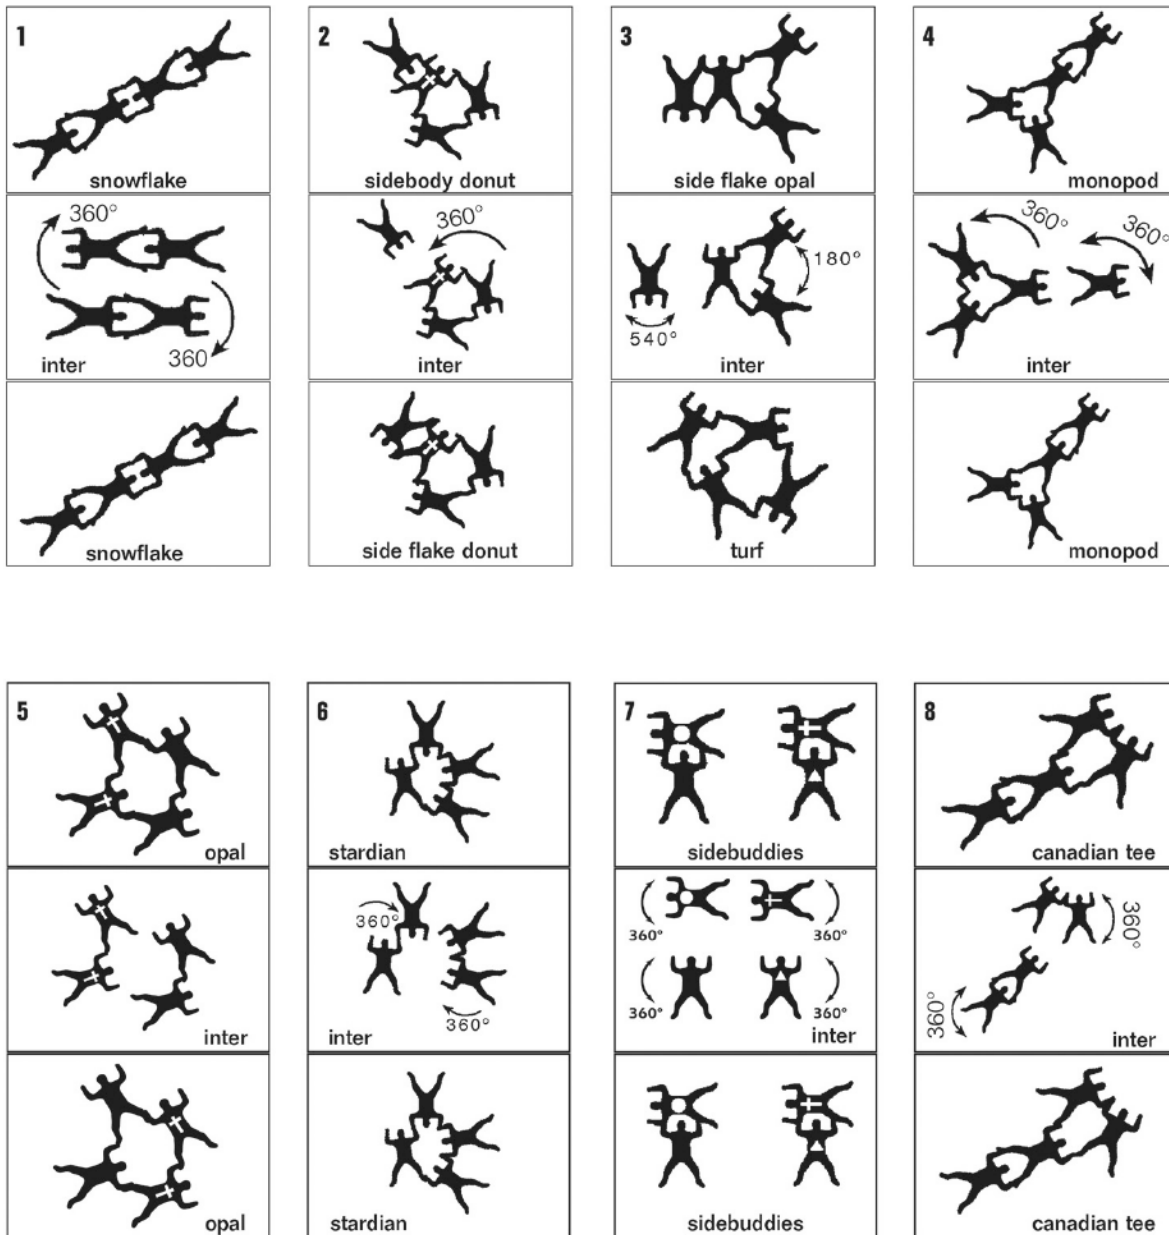 1
snowflake
360°
360
inter
snowflake
2
sidebody donut
360°
inter
side flake donut
3
side flake opal
180°
540°
inter
turf
4
monopod
360°
360°
inter
monopod
5
opal
inter
opal
6
stardian
360°
360°
inter
stardian
7
sidebuddies
360°
360°
360°
360°
inter
sidebuddies
8
canadian tee
360°
360°
inter
canadian tee